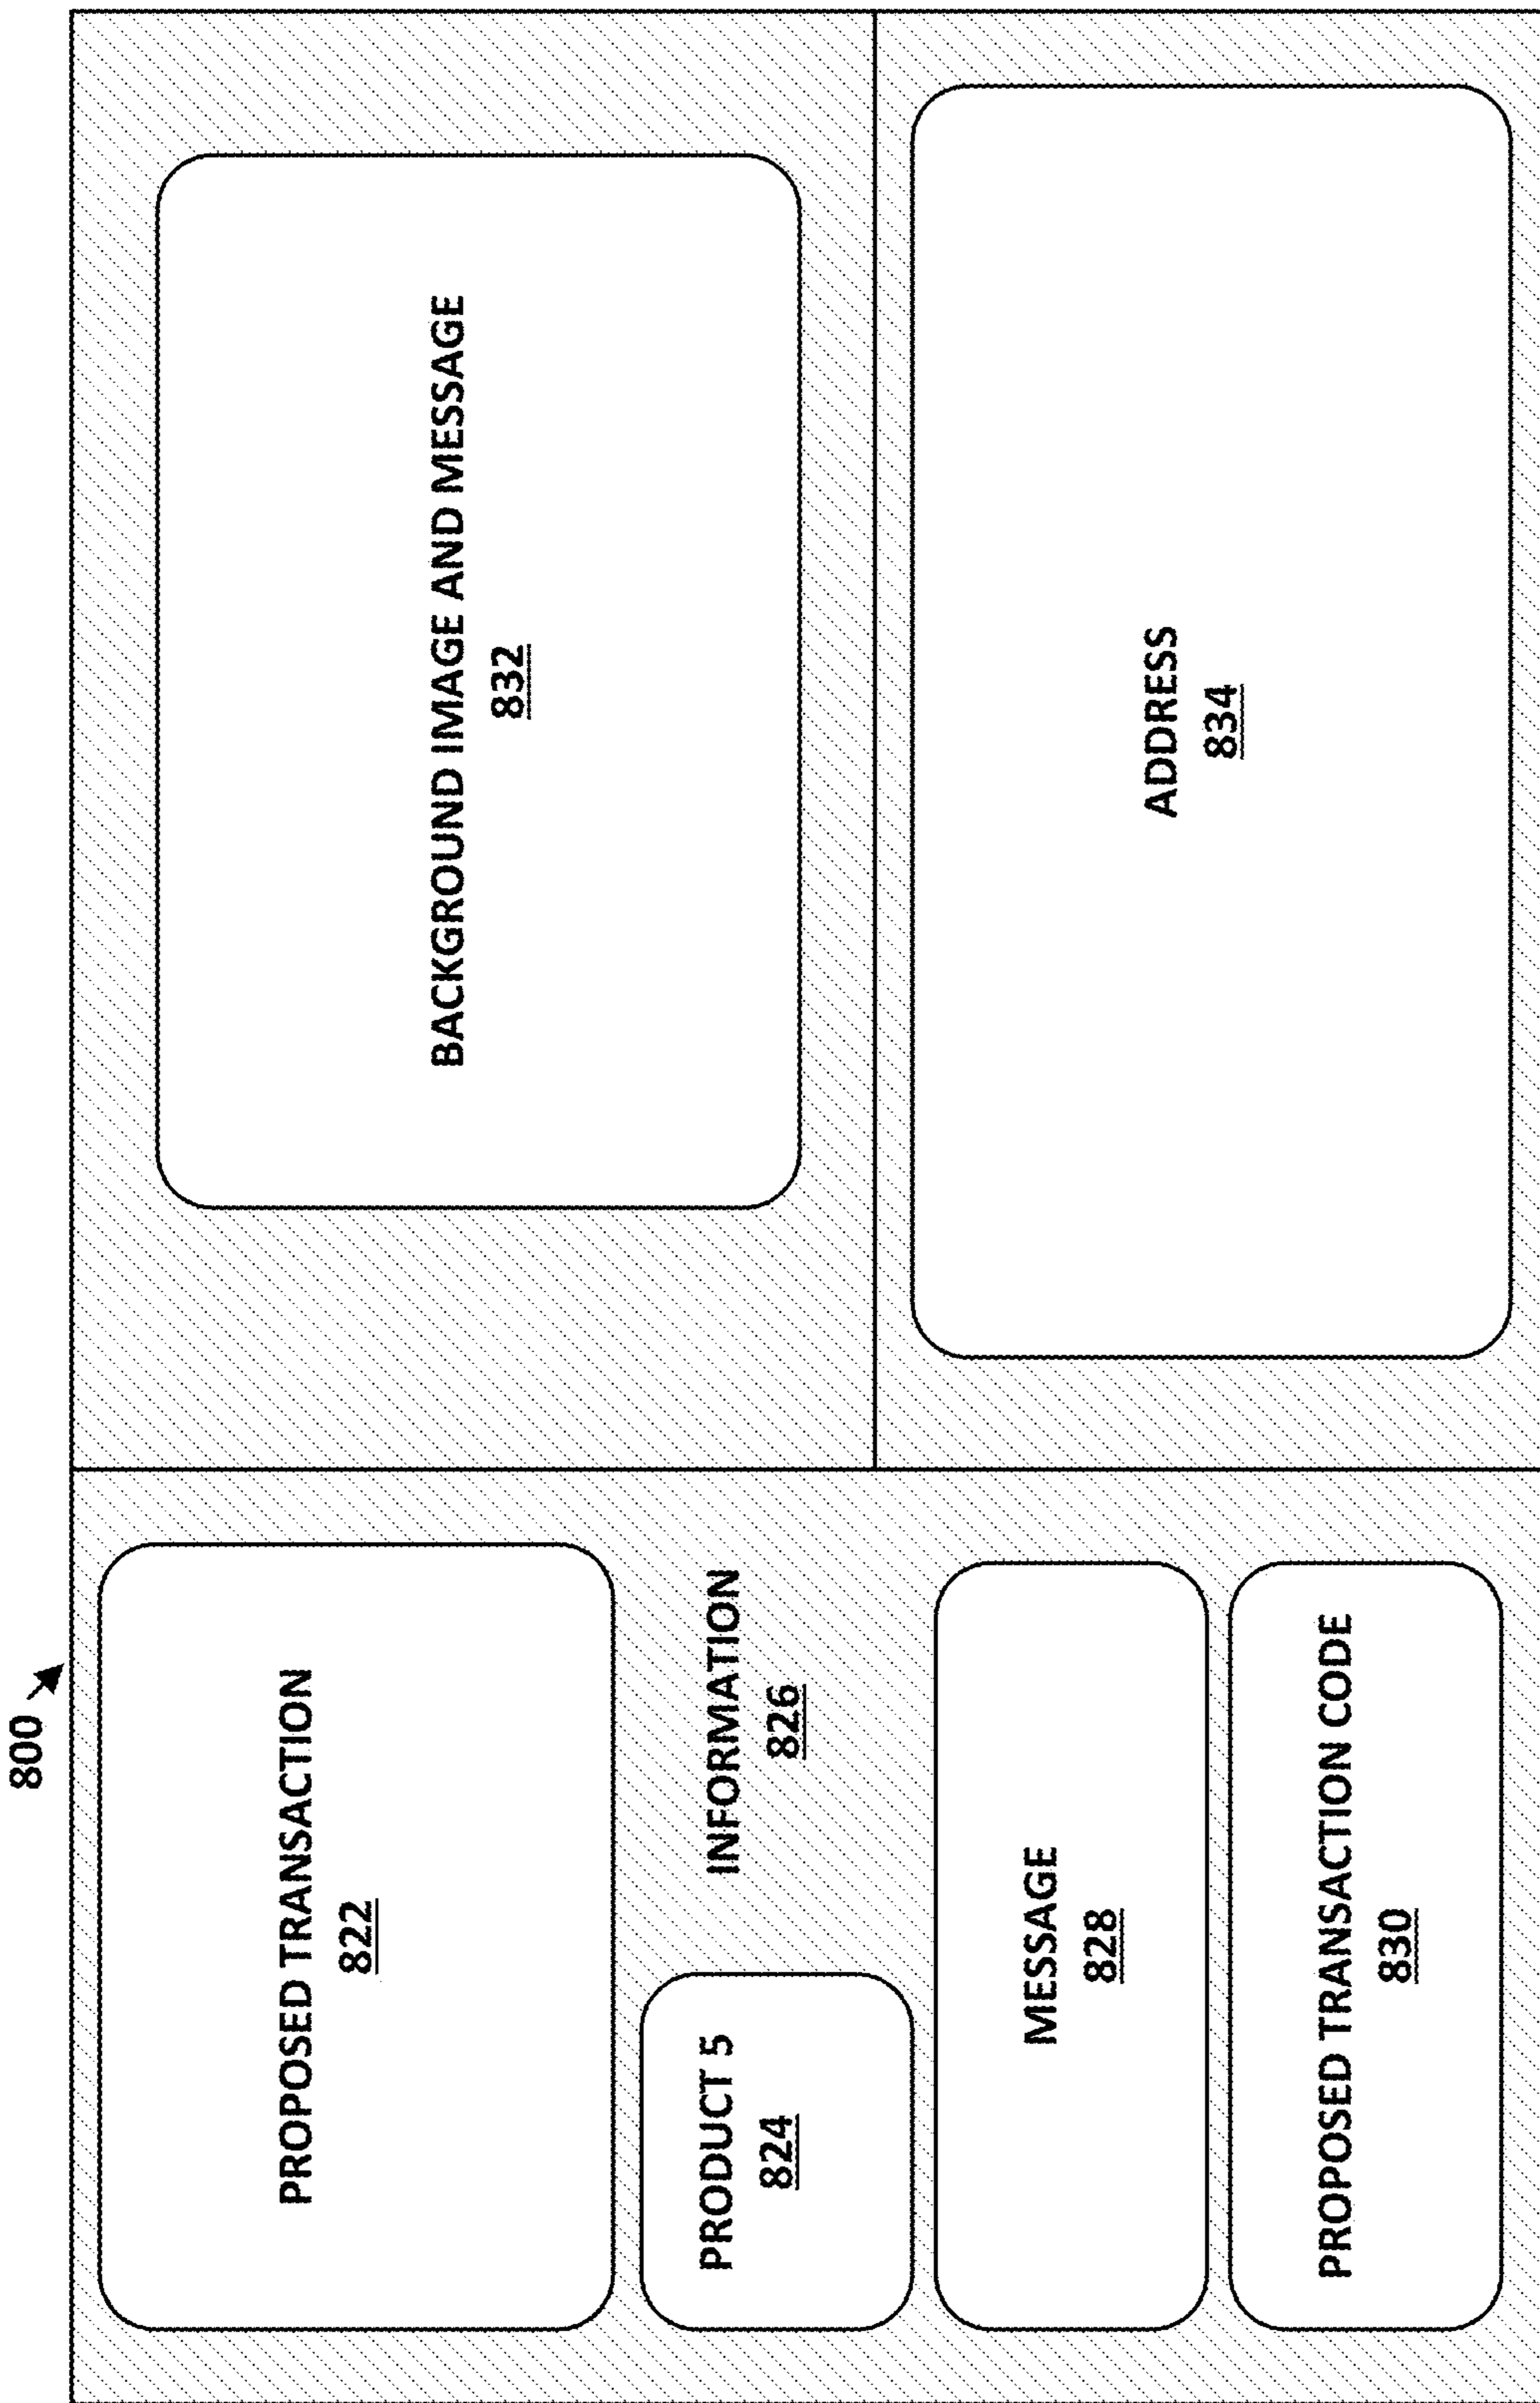 800
PROPOSED TRANSACTION
822
PRODUCT 5
824
INFORMATION
826
MESSAGE
828
PROPOSED TRANSACTION CODE
830
BACKGROUND IMAGE AND MESSAGE
832
ADDRESS
834